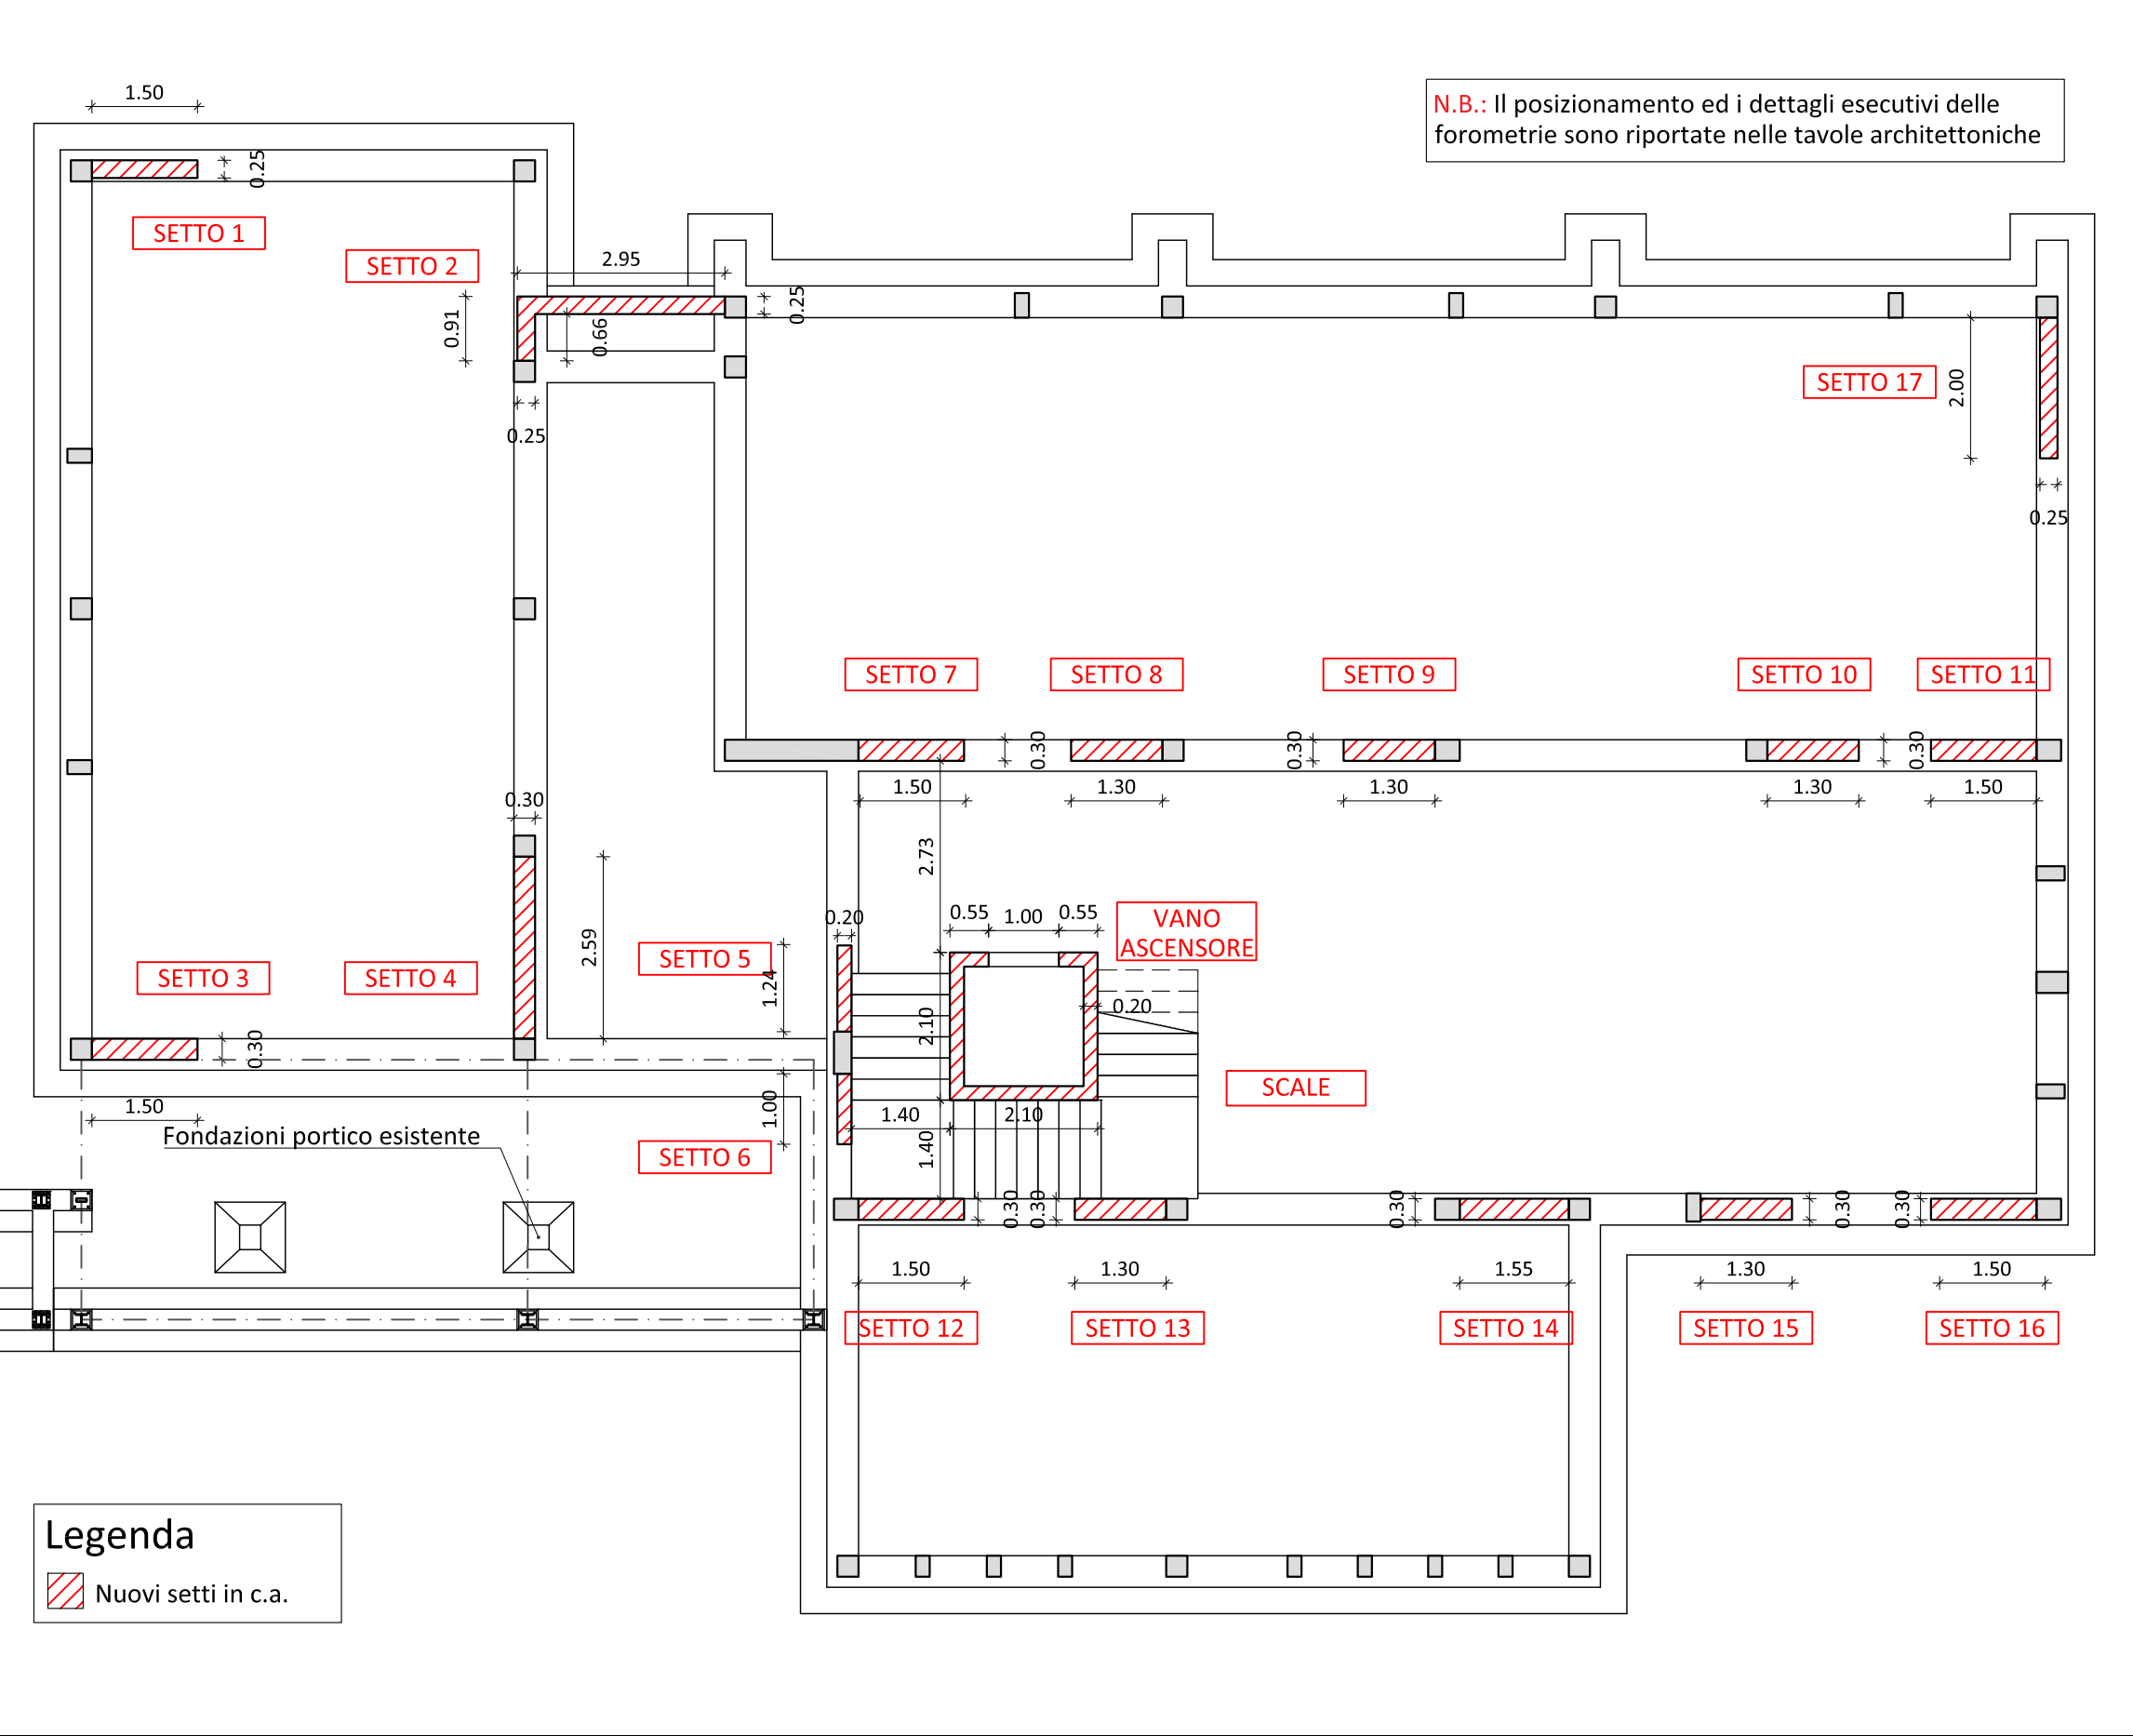 1.50
N.B.: Il posizionamento ed i dettagli esecutivi delle
forometrie sono riportate nelle tavole architettoniche
0.25
SETTO 1
SETTO 2
2.95
0.25
0.91
0.66
0.25
SETTO 17
2.00
0.25
SETTO 7
SETTO 8
SETTO 9
SETTO 10
SETTO 11
0.30
0.30
0.30
1.50
1.30
1.30
1.30
1.50
0.30
2.73
2.59
0.20
0.55
1.00
0.55
VANO
ASCENSORE
SETTO 3
SETTO 4
SETTO 5
1.24
0.20
2.10
0.30
SCALE
1.50
1.00
1.40
2.10
Fondazioni portico esistente
1.40
SETTO 6
0.30
0.30
0.30
0.30
0.30
1.50
1.30
1.55
1.30
1.50
SETTO 12
SETTO 13
SETTO 14
SETTO 15
SETTO 16
Legenda
Nuovi setti in c.a.